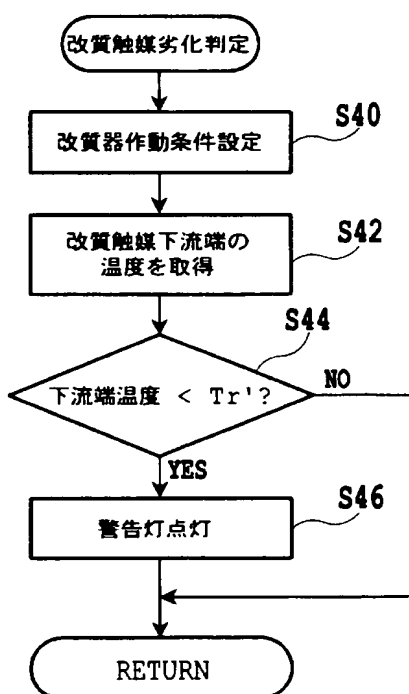 改質触媒劣化判定
S40
改質器作動条件設定
S42
改質触媒下流端の
温度を取得
S44
下流端温度 < Tr'?
NO
YES
S46
警告灯点灯
RETURN